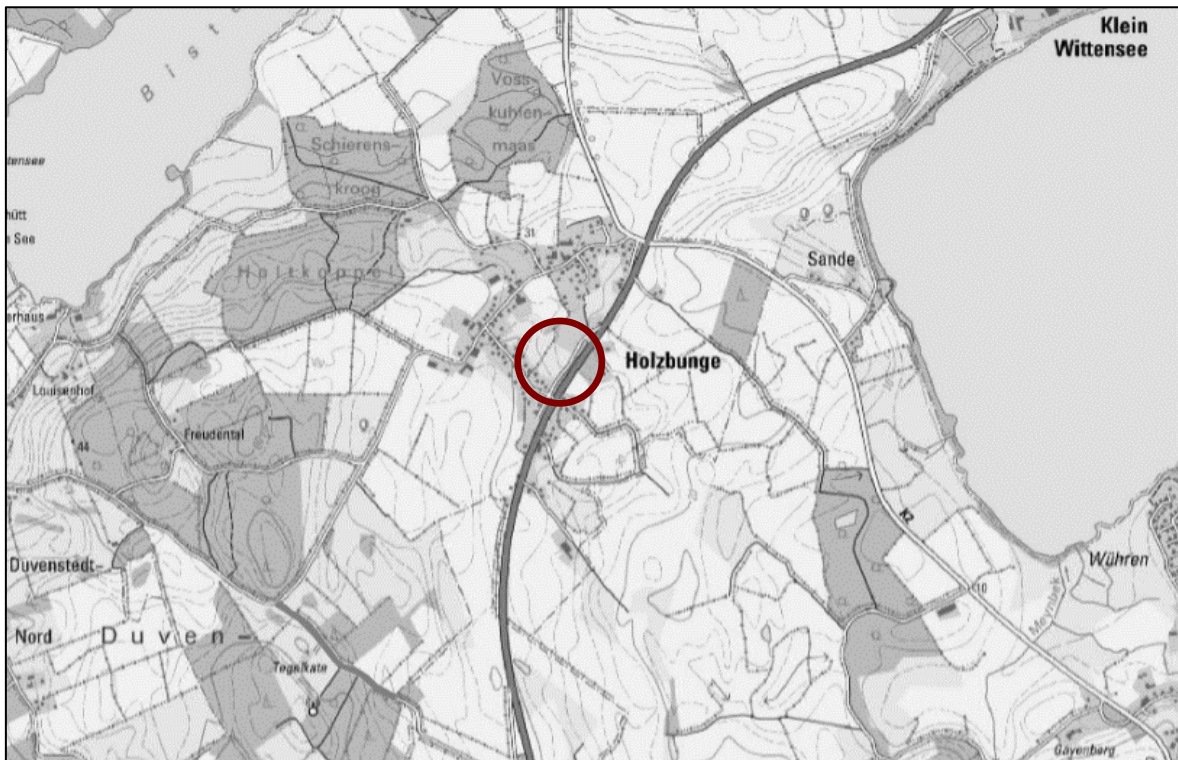 Klein
Wittensee
Biste
Voss-
kuhlen-
maas
Schierens-
kroog
31
Sande
Holtkoppel
Holzbunge
Louisenhof
Freudental
44
K2
Duvenstedt-
Wühren
10
Meynbek
Nord
Duven-
Tegelkate
Gayenberg